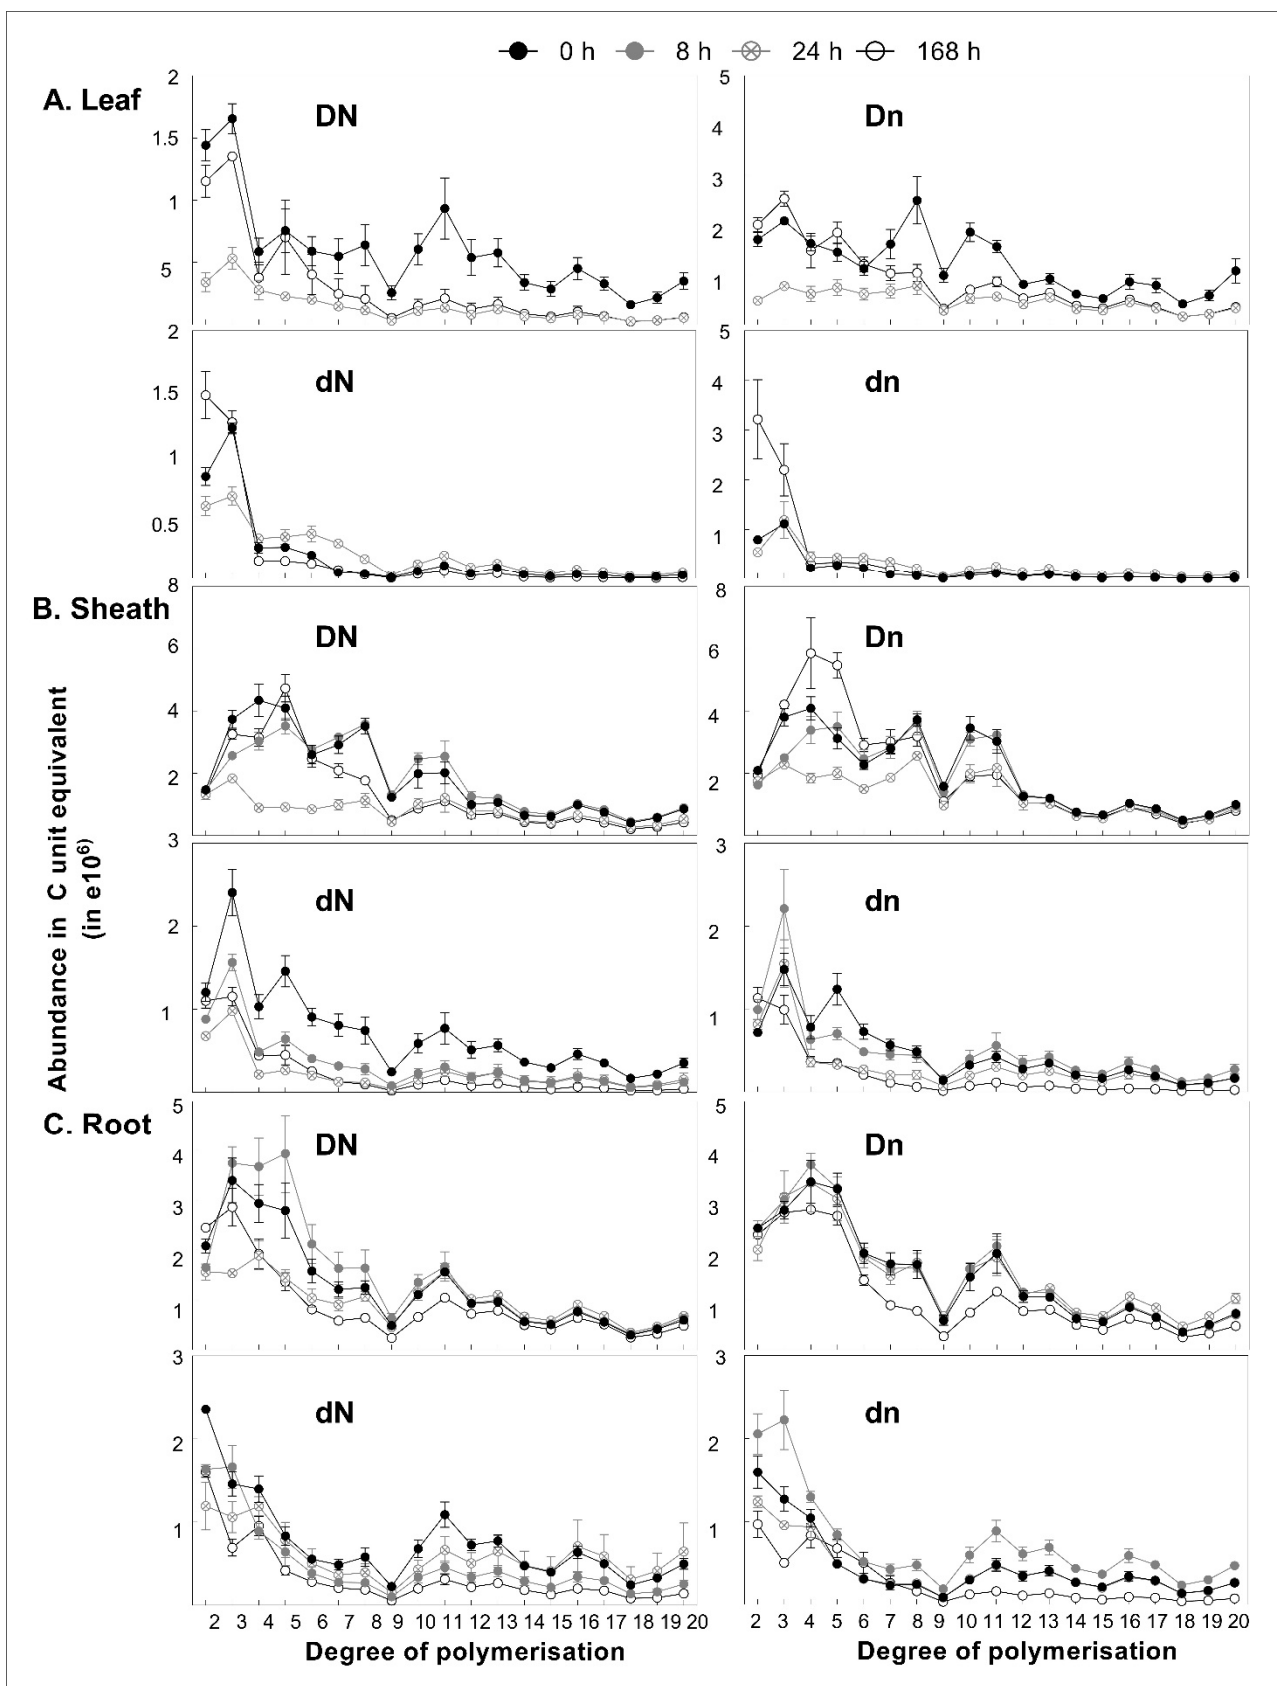 0 h 8 h 24 h 168 h
A. Leaf
DN
2
1.5
1
5
Dn
5
4
3
2
1
dN
2
1.5
1
0.5
dn
5
4
3
2
1
B. Sheath
DN
8
6
4
2
Dn
8
6
4
2
dN
3
2
1
dn
3
2
1
Abundance in C unit equivalent
(in e10⁶)
C. Root
DN
5
4
3
2
1
Dn
5
4
3
2
1
dN
3
2
1
dn
3
2
1
2 3 4 5 6 7 8 9 10 11 12 13 14 15 16 17 18 19 20
2 3 4 5 6 7 8 9 10 11 12 13 14 15 16 17 18 19 20
Degree of polymerisation
Degree of polymerisation